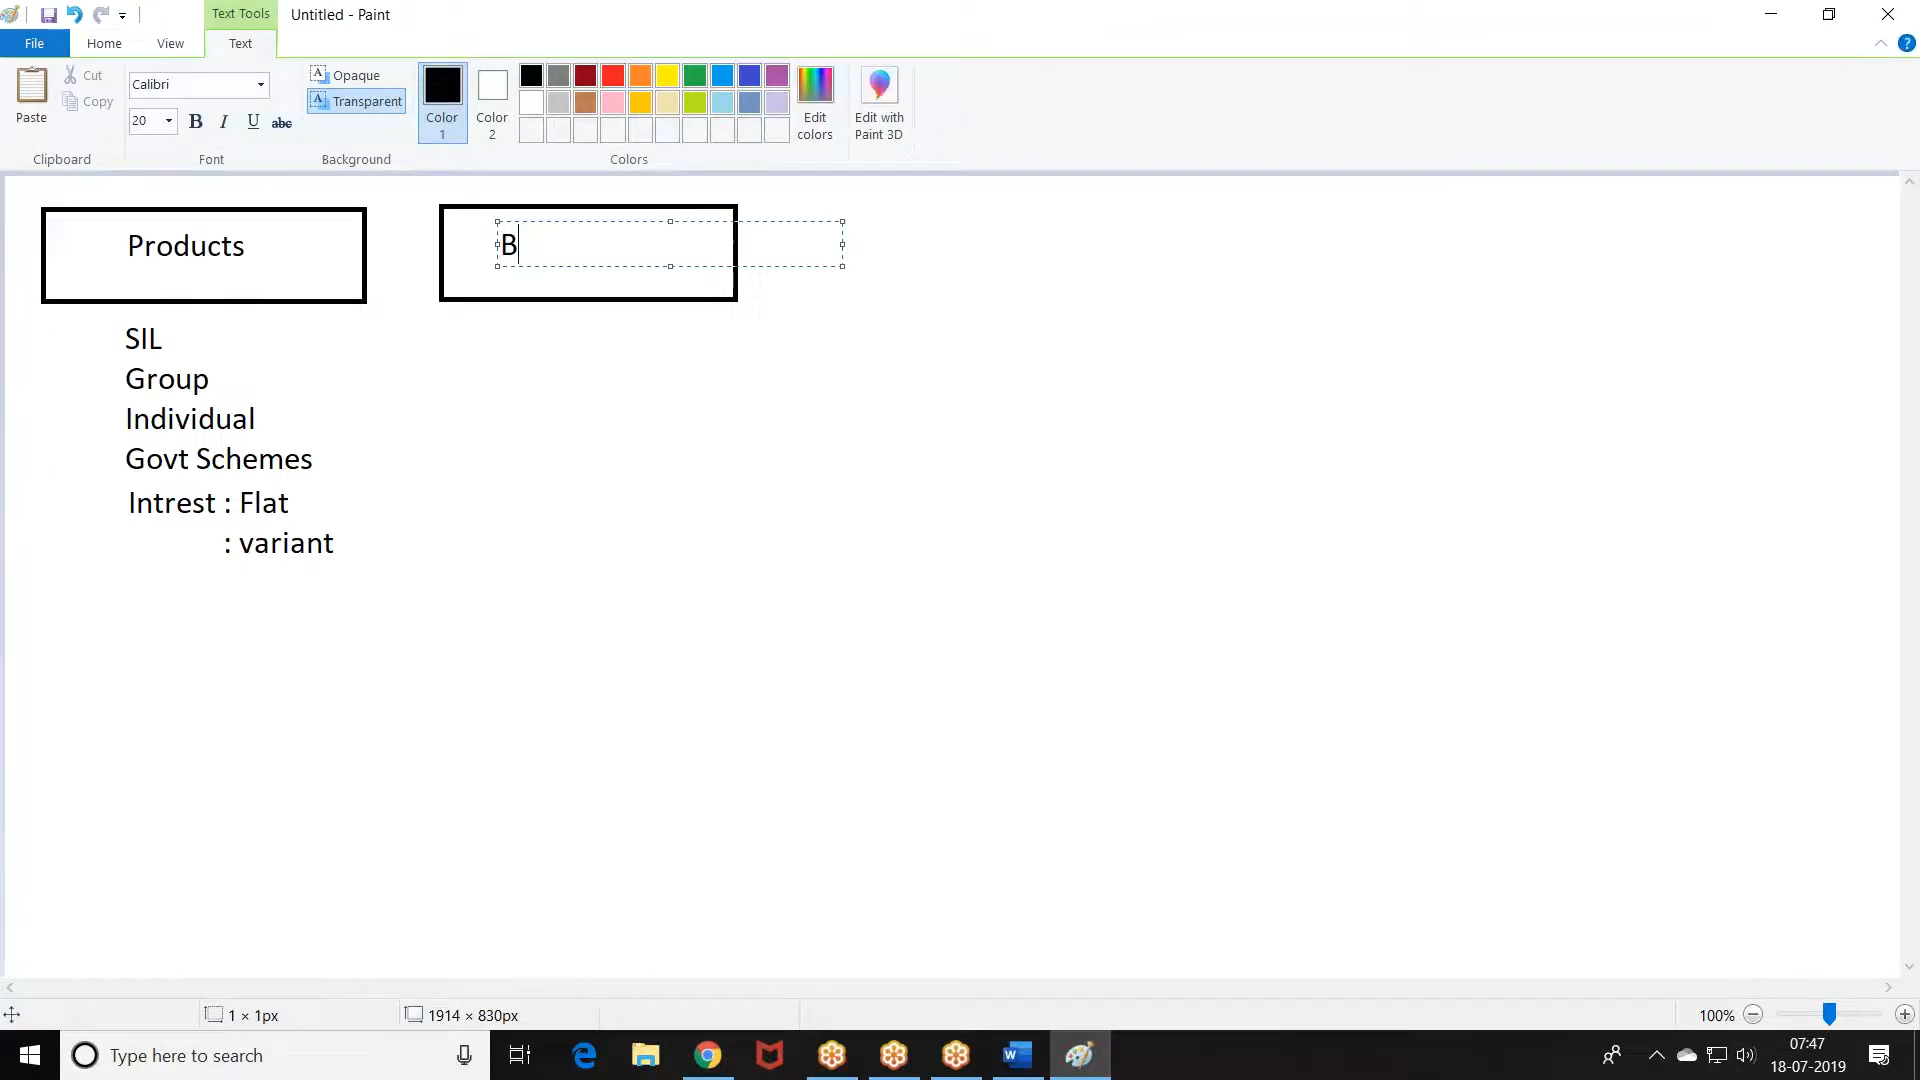 Text Tools
Untitled - Paint
File
Home
View
Text
Paste
Cut
Copy
Clipboard
Calibri
20
B
I
U
abc
Font
Opaque
Transparent
Background
Color 1
Color 2
Colors
Edit colors
Edit with Paint 3D
Products
B
SIL
Group
Individual
Govt Schemes
Intrest : Flat
: variant
1 × 1px
1914 × 830px
100%
Type here to search
07:47
18-07-2019